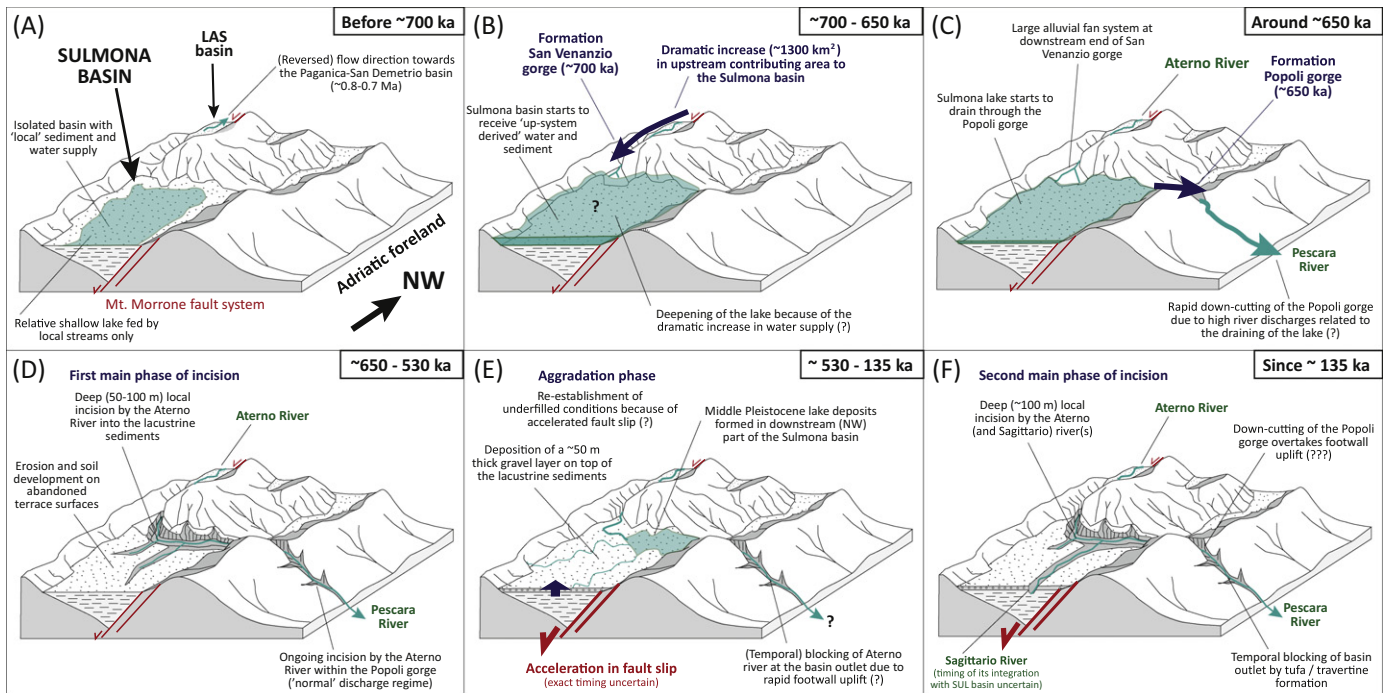 (A)
Before ~700 ka
SULMONA
BASIN
LAS
basin
(Reversed) flow direction towards
the Paganica-San Demetrio basin
(~0.8-0.7 Ma)
Isolated basin with
‘local’ sediment and
water supply
Adriatic foreland
NW
Mt. Morrone fault system
Relative shallow lake fed by
local streams only
(B)
~700 - 650 ka
Formation
San Venanzio
gorge (~700 ka)
Dramatic increase (~1300 km²)
in upstream contributing area to
the Sulmona basin
Sulmona basin starts to
receive ‘up-system
derived’ water and
sediment
?
Deepening of the lake because of the
dramatic increase in water supply (?)
(C)
Around ~650 ka
Large alluvial fan system at
downstream end of San
Venanzio gorge
Aterno River
Formation
Popoli gorge
(~650 ka)
Sulmona lake starts to
drain through the
Popoli gorge
Pescara
River
Rapid down-cutting of the Popoli gorge
due to high river discharges related to
the draining of the lake (?)
(D)
~650 - 530 ka
First main phase of incision
Deep (50-100 m) local
incision by the Aterno
River into the lacustrine
sediments
Aterno River
Erosion and soil
development on
abandoned
terrace surfaces
Pescara
River
Ongoing incision by the Aterno
River within the Popoli gorge
(‘normal’ discharge regime)
(E)
~ 530 - 135 ka
Aggradation phase
Re-establishment of
underfilled conditions because of
accelerated fault slip (?)
Middle Pleistocene lake deposits
formed in downstream (NW)
part of the Sulmona basin
Deposition of a ~50 m
thick gravel layer on top of
the lacustrine sediments
?
Acceleration in fault slip
(exact timing uncertain)
(Temporal) blocking of Aterno
river at the basin outlet due to
rapid footwall uplift (?)
(F)
Since ~ 135 ka
Second main phase of incision
Deep (~100 m) local
incision by the Aterno
(and Sagittario) river(s)
Aterno River
Down-cutting of the Popoli
gorge overtakes footwall
uplift (???)
Pescara
River
Sagittario River
(timing of its integration
with SUL basin uncertain)
Temporal blocking of basin
outlet by tufa / travertine
formation